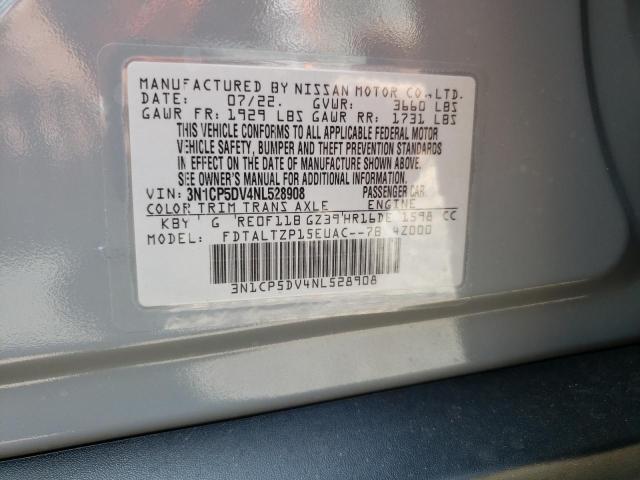 MANUFACTURED BY NISSAN MOTOR CO., LTD.
DATE: 07/22. GVWR: 3660 LBS
GAWR FR: 1929 LBS GAWR RR: 1731 LBS
THIS VEHICLE CONFORMS TO ALL APPLICABLE FEDERAL MOTOR
VEHICLE SAFETY, BUMPER AND THEFT PREVENTION STANDARDS
IN EFFECT ON THE DATE OF MANUFACTURE SHOWN ABOVE.
SEE OWNER'S MANUAL FOR ADDITIONAL INFORMATION.
VIN: 3N1CP5DV4NL528908 PASSENGER CAR
COLOR TRIM TRANS AXLE ENGINE
KBY G RE0F11B GZ39 HR16DE 1598 CC
MODEL: FDTALTZP15EUAC--7B 4Z000
3N1CP5DV4NL528908